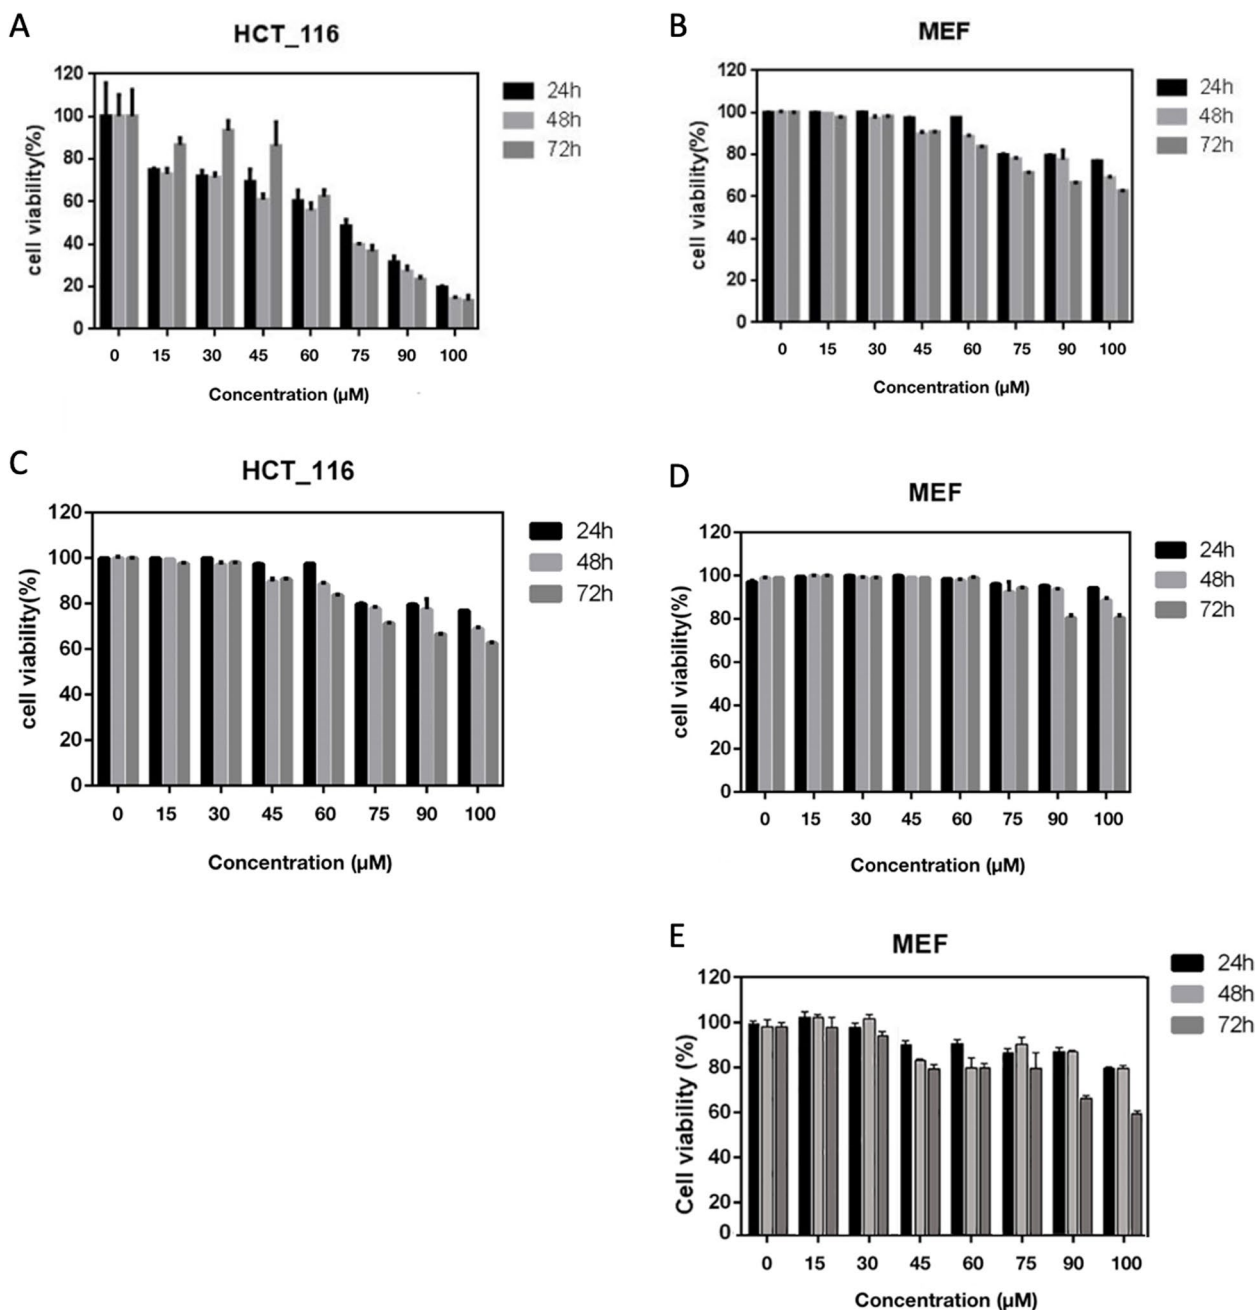 A
HCT_116
120
100
80
60
40
20
0
cell viability(%)
0 15 30 45 60 75 90 100
Concentration (µM)
24h
48h
72h
B
MEF
120
100
80
60
40
20
0
cell viability(%)
0 15 30 45 60 75 90 100
Concentration (µM)
24h
48h
72h
C
HCT_116
120
100
80
60
40
20
0
cell viability(%)
0 15 30 45 60 75 90 100
Concentration (µM)
24h
48h
72h
D
MEF
120
100
80
60
40
20
0
cell viability(%)
0 15 30 45 60 75 90 100
Concentration (µM)
24h
48h
72h
E
MEF
120
100
80
60
40
20
0
Cell viability (%)
0 15 30 45 60 75 90 100
Concentration (µM)
24h
48h
72h